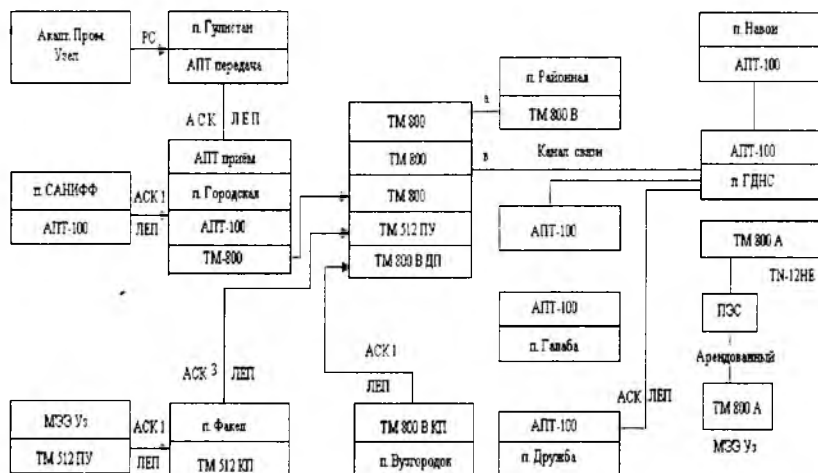 Акалт. Пром. Узел
РС
п. Гулистан
АПТ передача
АСК ЛЕП
АПТ приём
п. Городская
АПТ-100
ТМ-800
п. САНИФФ
АПТ-100
АСК 1
ЛЕП
ТМ 800
ТМ 800
ТМ 800
ТМ 512 ПУ
ТМ 800 В ДП
а
п. Районная
ТМ 800 В
в
Канал связи
п. Навои
АПТ-100
АПТ-100
п. ГДНС
АПТ-100
АПТ-100
п. Галаба
ТМ 800 А
TN-12HE
ПЭС
Арендованный
ТМ 800 А
МЭЭ Уз
АСК 3 ЛЕП
МЭЭ Уз
ТМ 512 ПУ
АСК 1
ЛЕП
п. Факел
ТМ 512 КП
АСК 1
ЛЕП
ТМ 800 В КП
п. Вузгородок
АСК ЛЕП
АПТ-100
п. Дружба